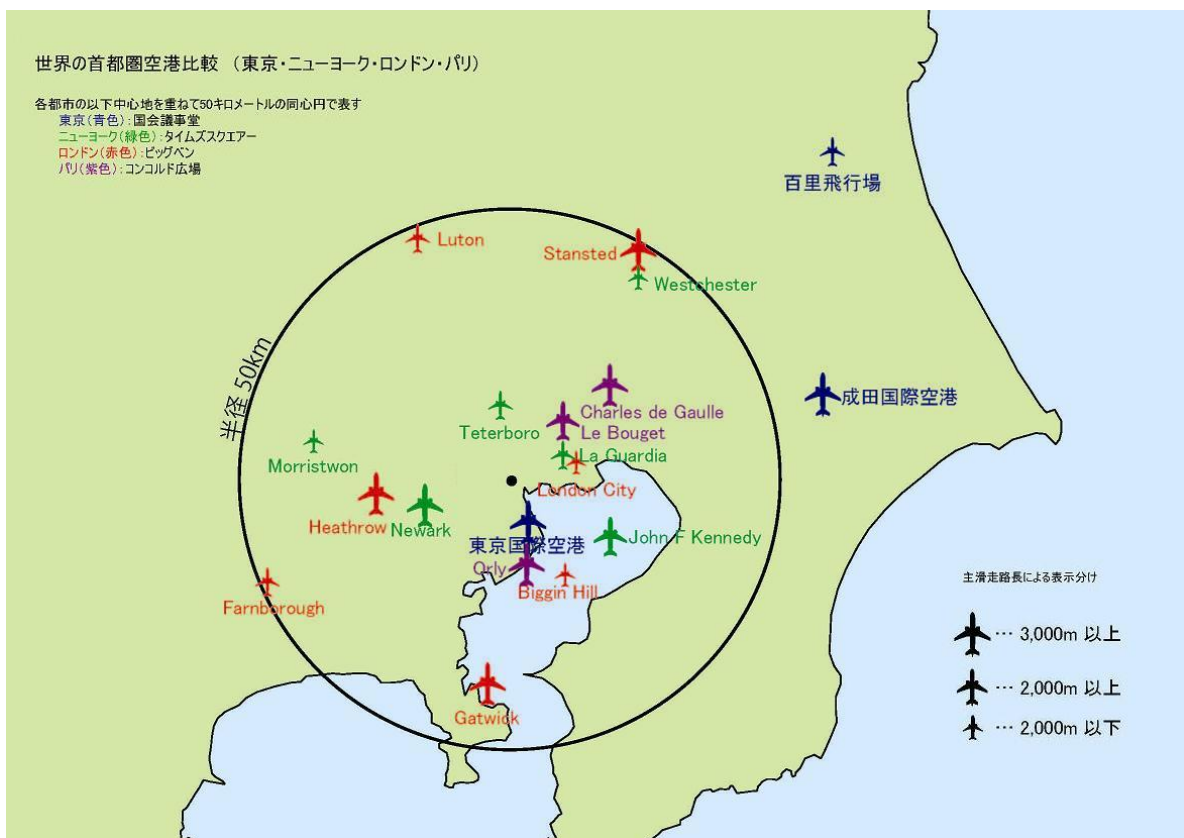 世界の首都圏空港比較 （東京・ニューヨーク・ロンドン・パリ）
各都市の以下中心地を重ねて50キロメートルの同心円で表す
東京(青色)：国会議事堂
ニューヨーク(緑色)：タイムズスクエアー
ロンドン(赤色)：ビッグベン
パリ(紫色)：コンコルド広場
百里飛行場
Luton
Stansted
Westchester
半径 50km
成田国際空港
Charles de Gaulle
Teterboro
Le Bouget
Morristwon
La Guardia
London City
Heathrow
Newark
東京国際空港
John F Kennedy
Orly
Biggin Hill
Farnborough
Gatwick
主滑走路長による表示分け
… 3,000m 以上
… 2,000m 以上
… 2,000m 以下